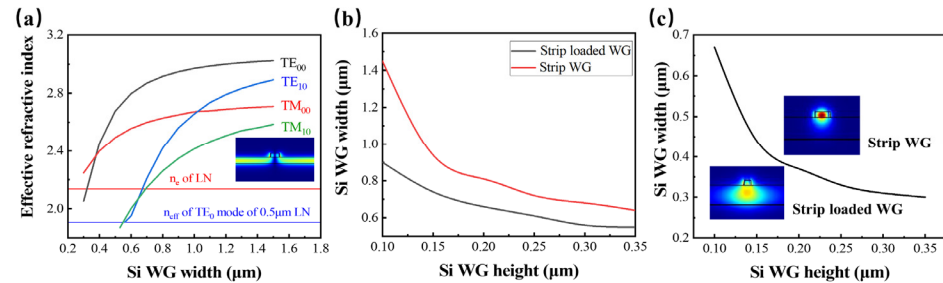 (a)
Effective refractive index
3.2
2.8
2.4
2.0
0.2
0.4
0.6
0.8
1.0
1.2
1.4
1.6
1.8
Si WG width (μm)
TE00
TE10
TM00
TM10
ne of LN
neff of TE0 mode of 0.5μm LN
(b)
Si WG width (μm)
1.6
1.4
1.2
1.0
0.8
0.6
0.10
0.15
0.20
0.25
0.30
0.35
Si WG height (μm)
Strip loaded WG
Strip WG
(c)
Si WG width (μm)
0.7
0.6
0.5
0.4
0.3
0.2
0.10
0.15
0.20
0.25
0.30
0.35
Si WG height (μm)
Strip WG
Strip loaded WG